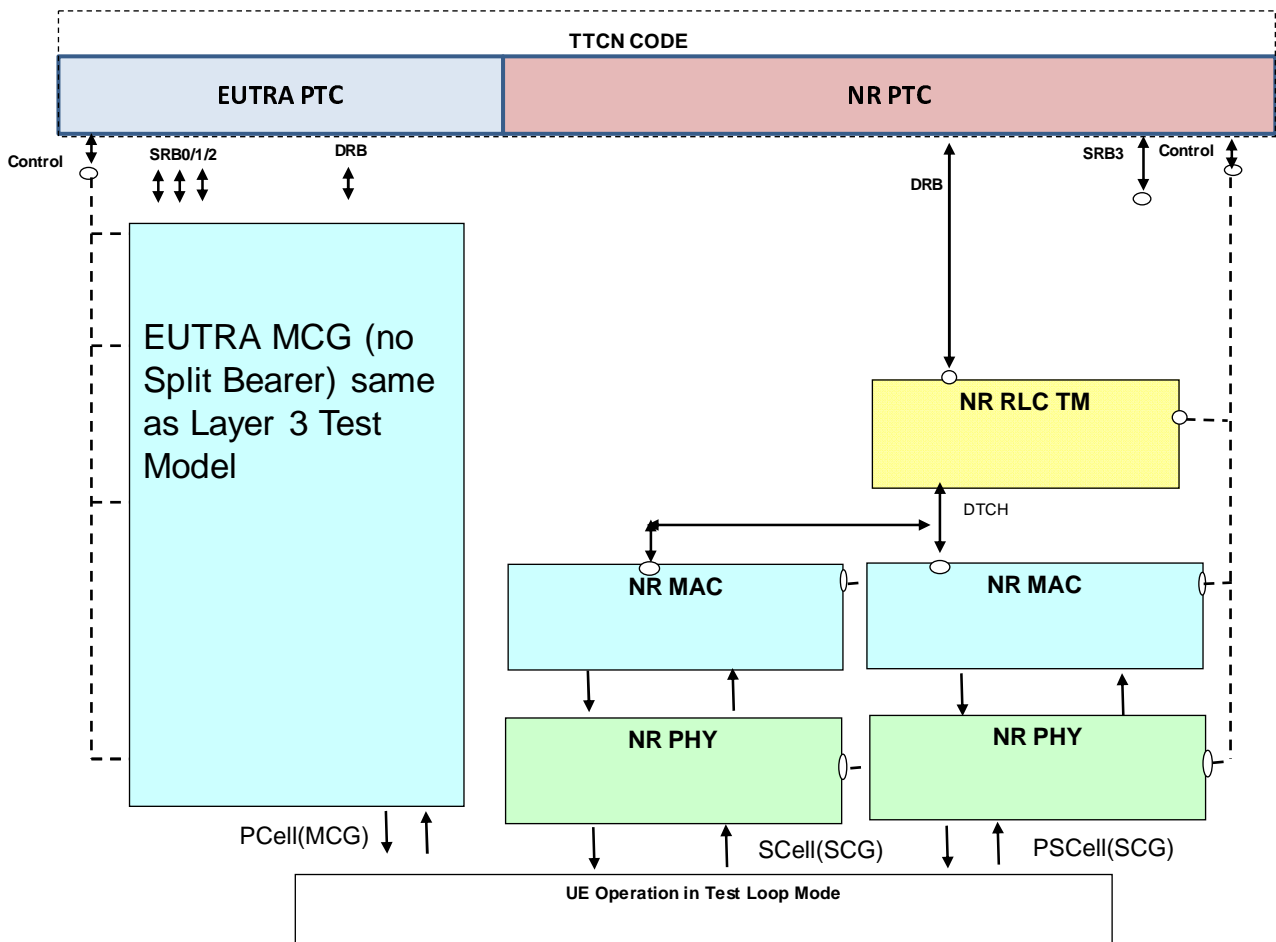 TTCN CODE
EUTRA PTC
NR PTC
Control
SRB0/1/2
DRB
DRB
SRB3
Control
EUTRA MCG (no
Split Bearer) same
as Layer 3 Test
Model
NR RLC TM
DTCH
NR MAC
NR MAC
NR PHY
NR PHY
PCell(MCG)
SCell(SCG)
PSCell(SCG)
UE Operation in Test Loop Mode